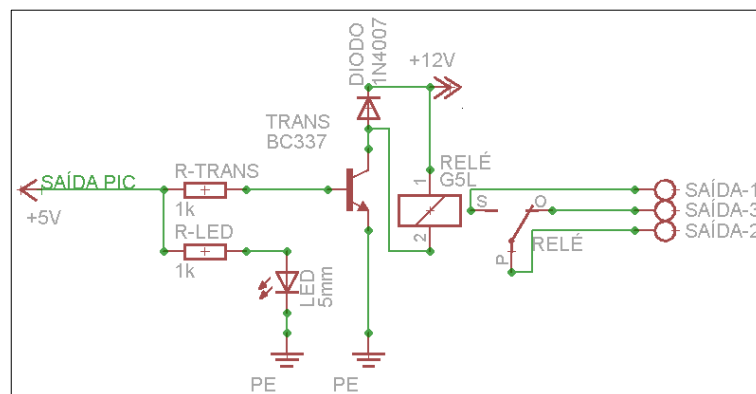 DIODO
1N4007
+12V
TRANS
BC337
SAÍDA PIC
+5V
R-TRANS
1k
R-LED
1k
LED
5mm
PE
PE
RELÉ
G5L
1
2
S
O
P
RELÉ
SAÍDA-1
SAÍDA-3
SAÍDA-2